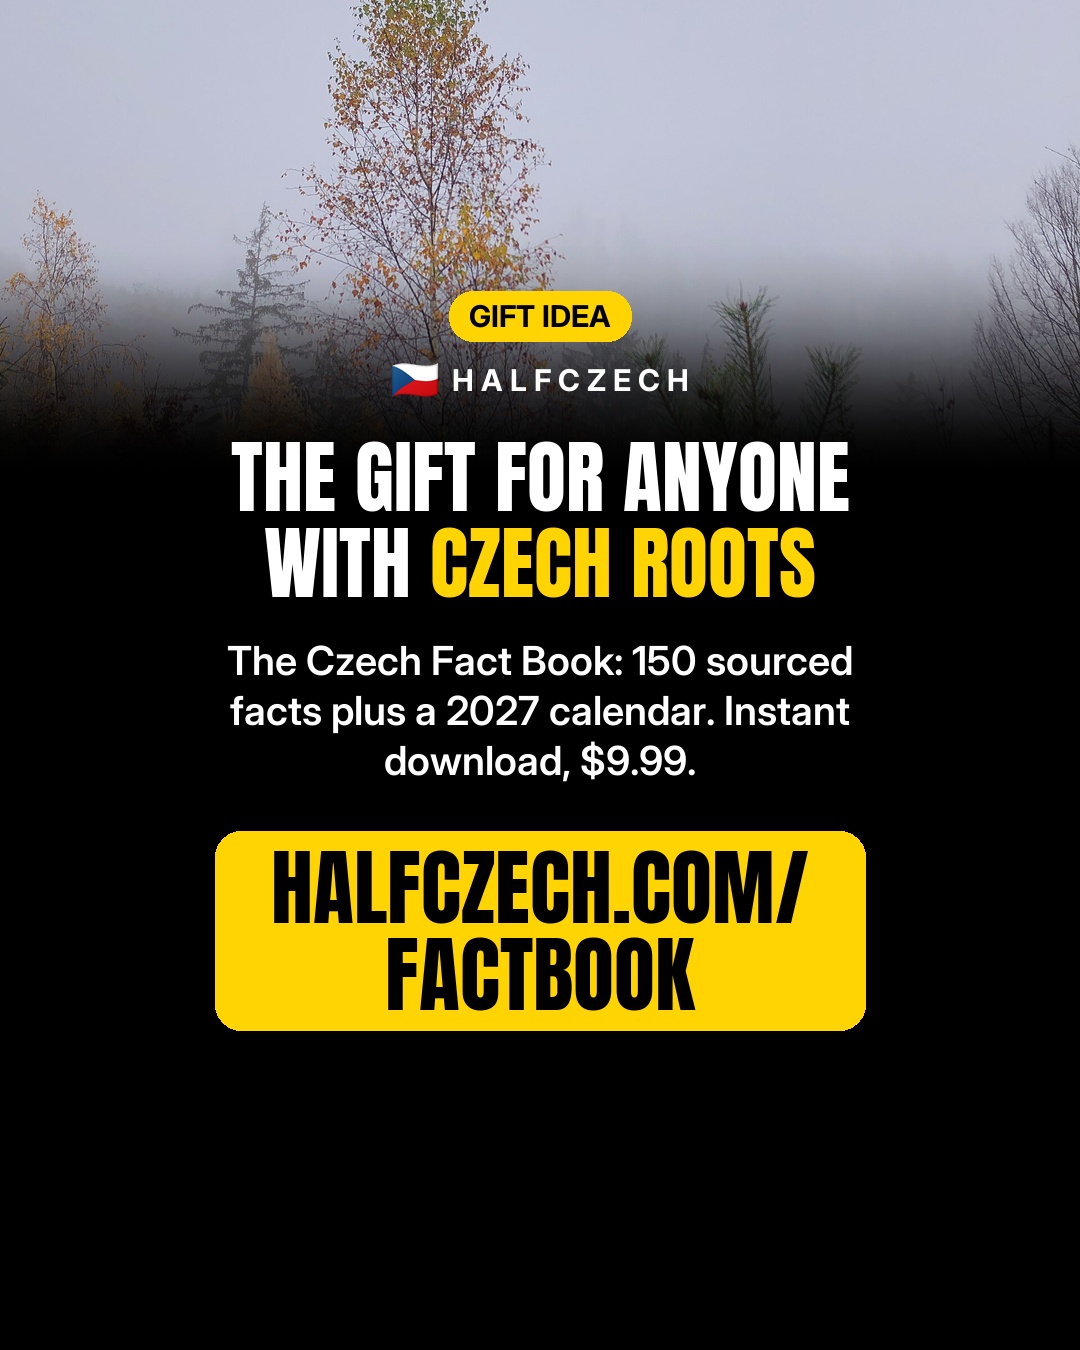 GIFT IDEA
HALFCZECH
THE GIFT FOR ANYONE
WITH CZECH ROOTS
The Czech Fact Book: 150 sourced
facts plus a 2027 calendar. Instant
download, $9.99.
HALFCZECH.COM/
FACTBOOK